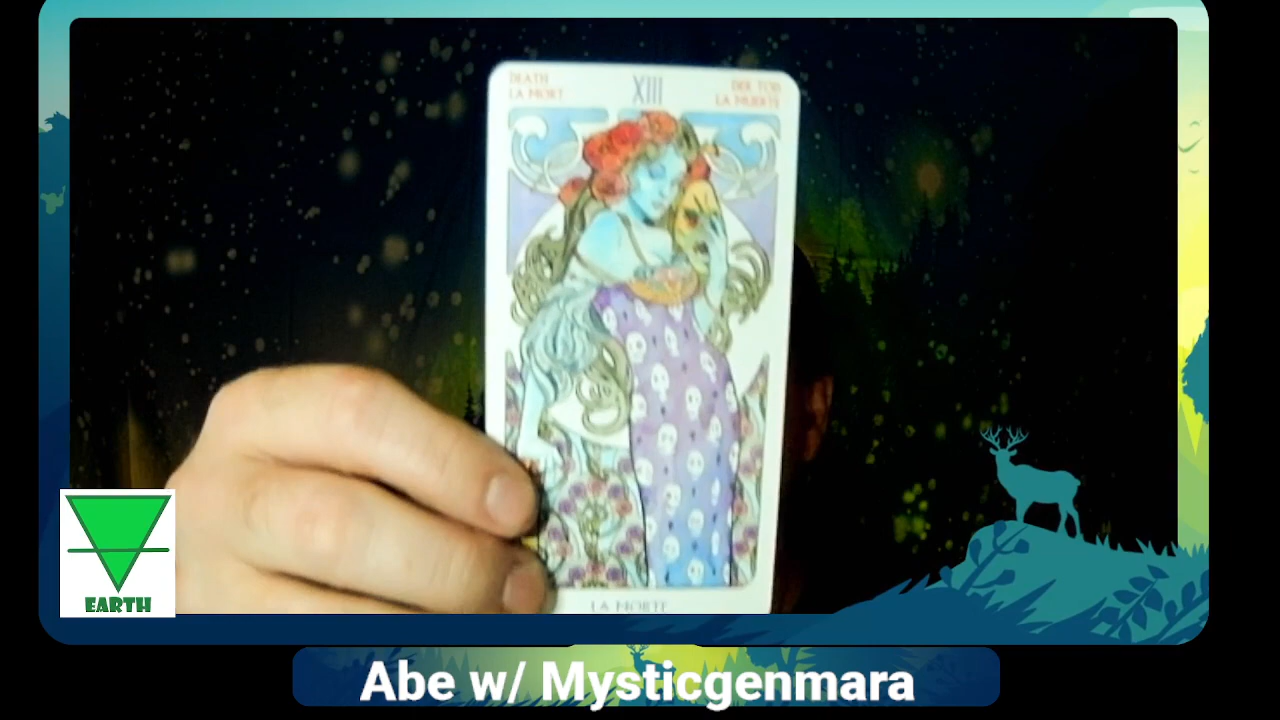 DEATH
LA MORT
XIII
DER TOD
LA MUERTE
LA MORTE
EARTH
Abe w/ Mysticgenmara